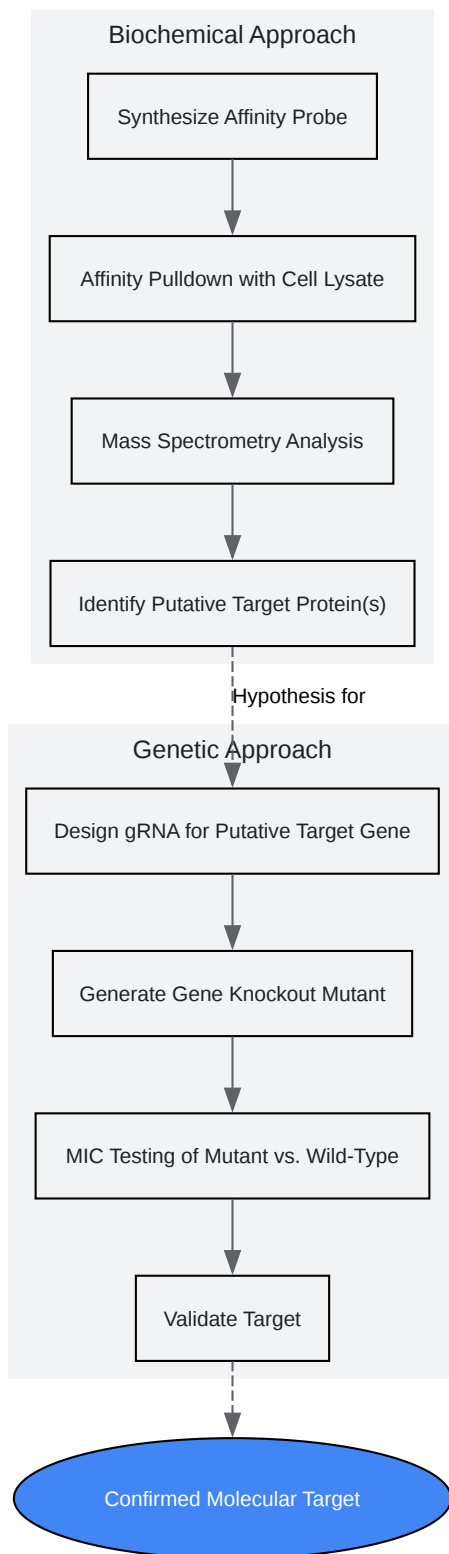 Biochemical Approach
Synthesize Affinity Probe
Affinity Pulldown with Cell Lysate
Mass Spectrometry Analysis
Identify Putative Target Protein(s)
Hypothesis for
Genetic Approach
Design gRNA for Putative Target Gene
Generate Gene Knockout Mutant
MIC Testing of Mutant vs. Wild-Type
Validate Target
Confirmed Molecular Target